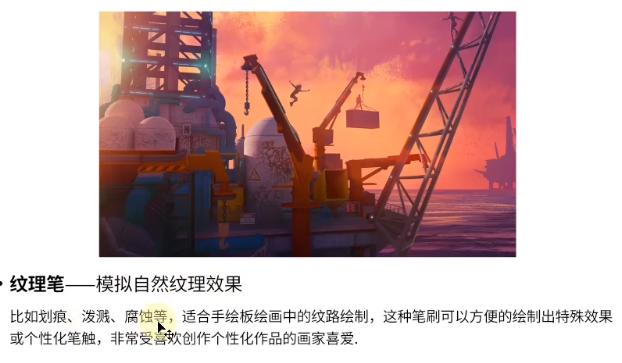 • 纹理笔——模拟自然纹理效果
比如划痕、泼溅、腐蚀等，适合手绘板绘画中的纹路绘制，这种笔刷可以方便的绘制出特殊效果
或个性化笔触，非常受喜欢创作个性化作品的画家喜爱.